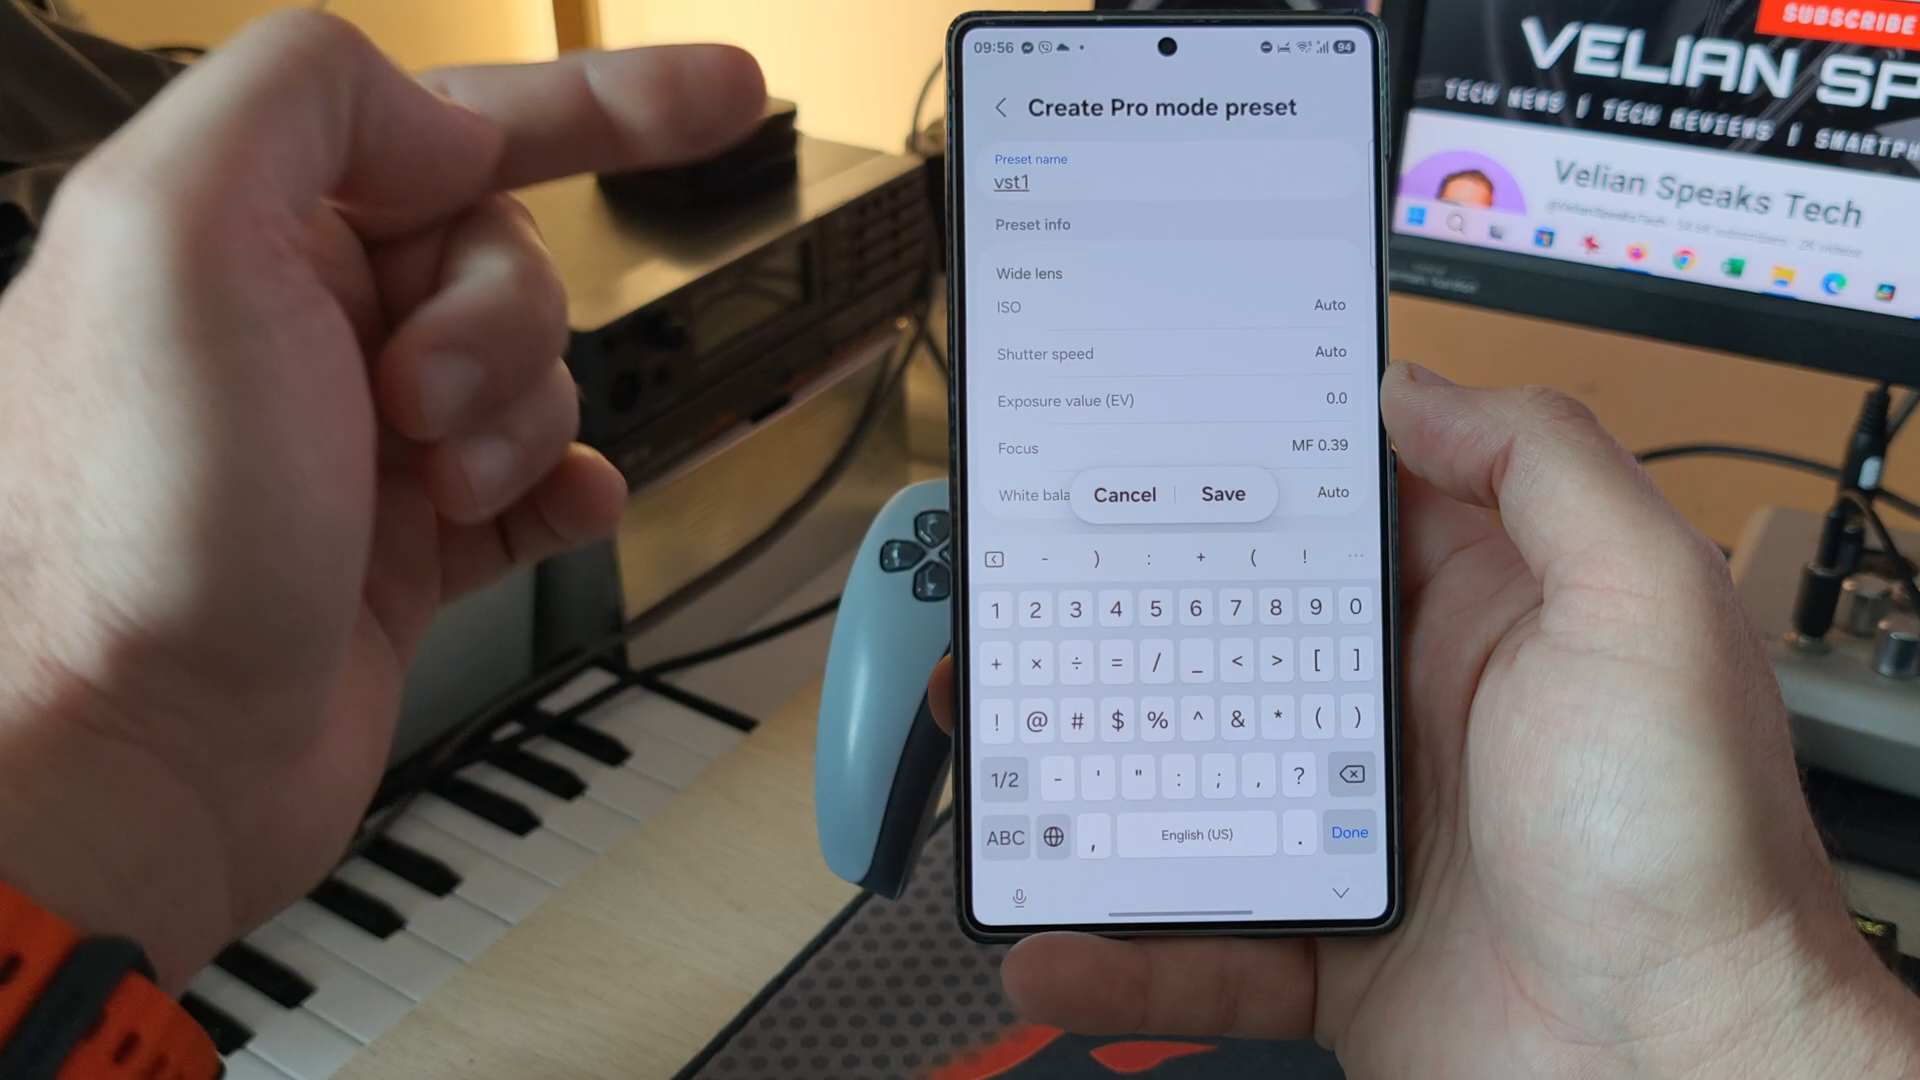 09:56
94
Create Pro mode preset
Preset name
vst1
Preset info
Wide lens
ISO Auto
Shutter speed Auto
Exposure value (EV) 0.0
Focus MF 0.39
White bala Auto
Cancel Save
- ) : + ( ! ...
1 2 3 4 5 6 7 8 9 0
+ × ÷ = / _ < > [ ]
! @ # $ % ^ & * ( )
1/2 - ' " : ; , ?
ABC , English (US) . Done
SUBSCRIBE
VELIAN SP
TECH NEWS | TECH REVIEWS | SMARTPH
Velian Speaks Tech